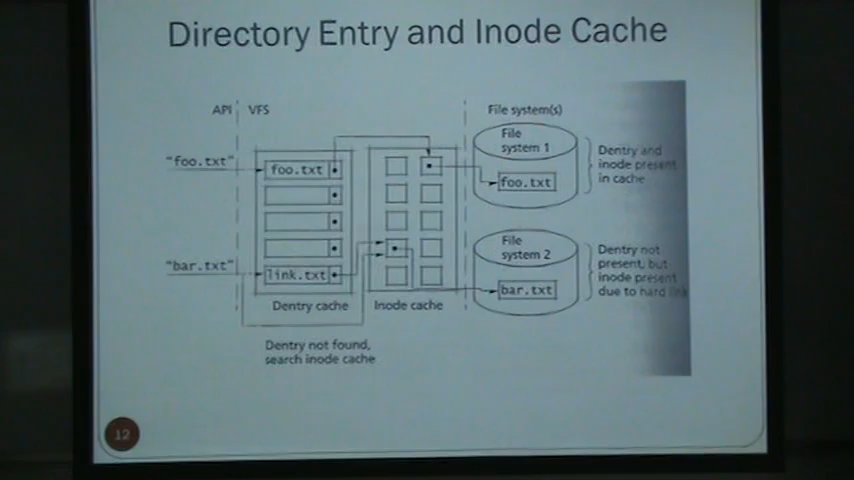 Directory Entry and Inode Cache
API VFS
File system(s)
"foo.txt"
foo.txt
File
system 1
foo.txt
Dentry and
inode present
in cache
"bar.txt"
link.txt
File
system 2
bar.txt
Dentry not
present, but
inode present
due to hard link
Dentry cache
Inode cache
Dentry not found,
search inode cache
12